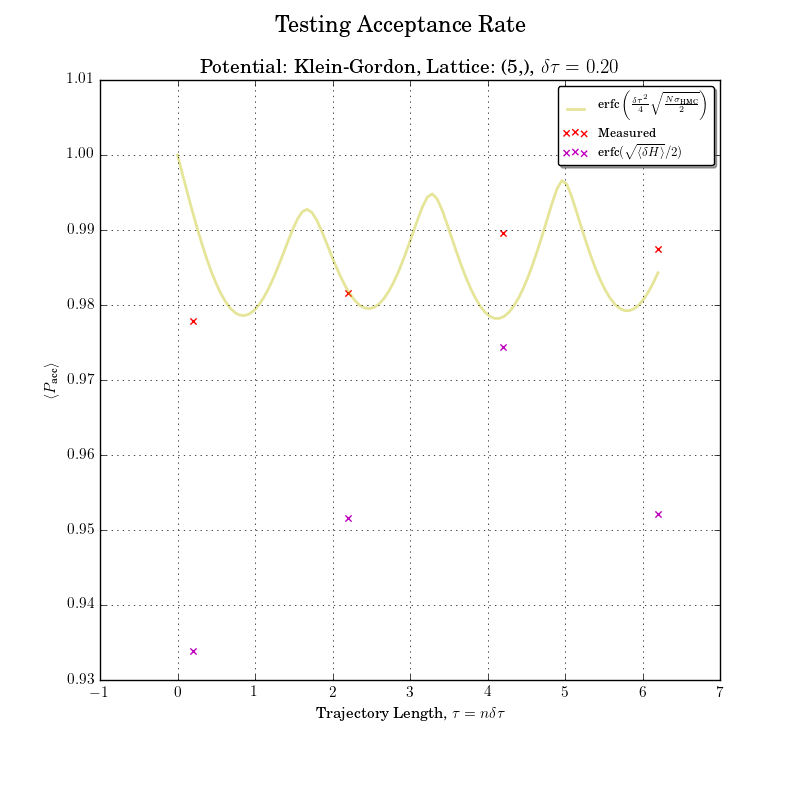 Testing Acceptance Rate
Potential: Klein-Gordon, Lattice: (5,), δτ = 0.20
erfc(δτ²/4 √(Nσ_HMC/2))
Measured
erfc(√⟨δH⟩/2)
1.01
1.00
0.99
0.98
0.97
0.96
0.95
0.94
0.93
⟨P_acc⟩
−1 0 1 2 3 4 5 6 7
Trajectory Length, τ = nδτ